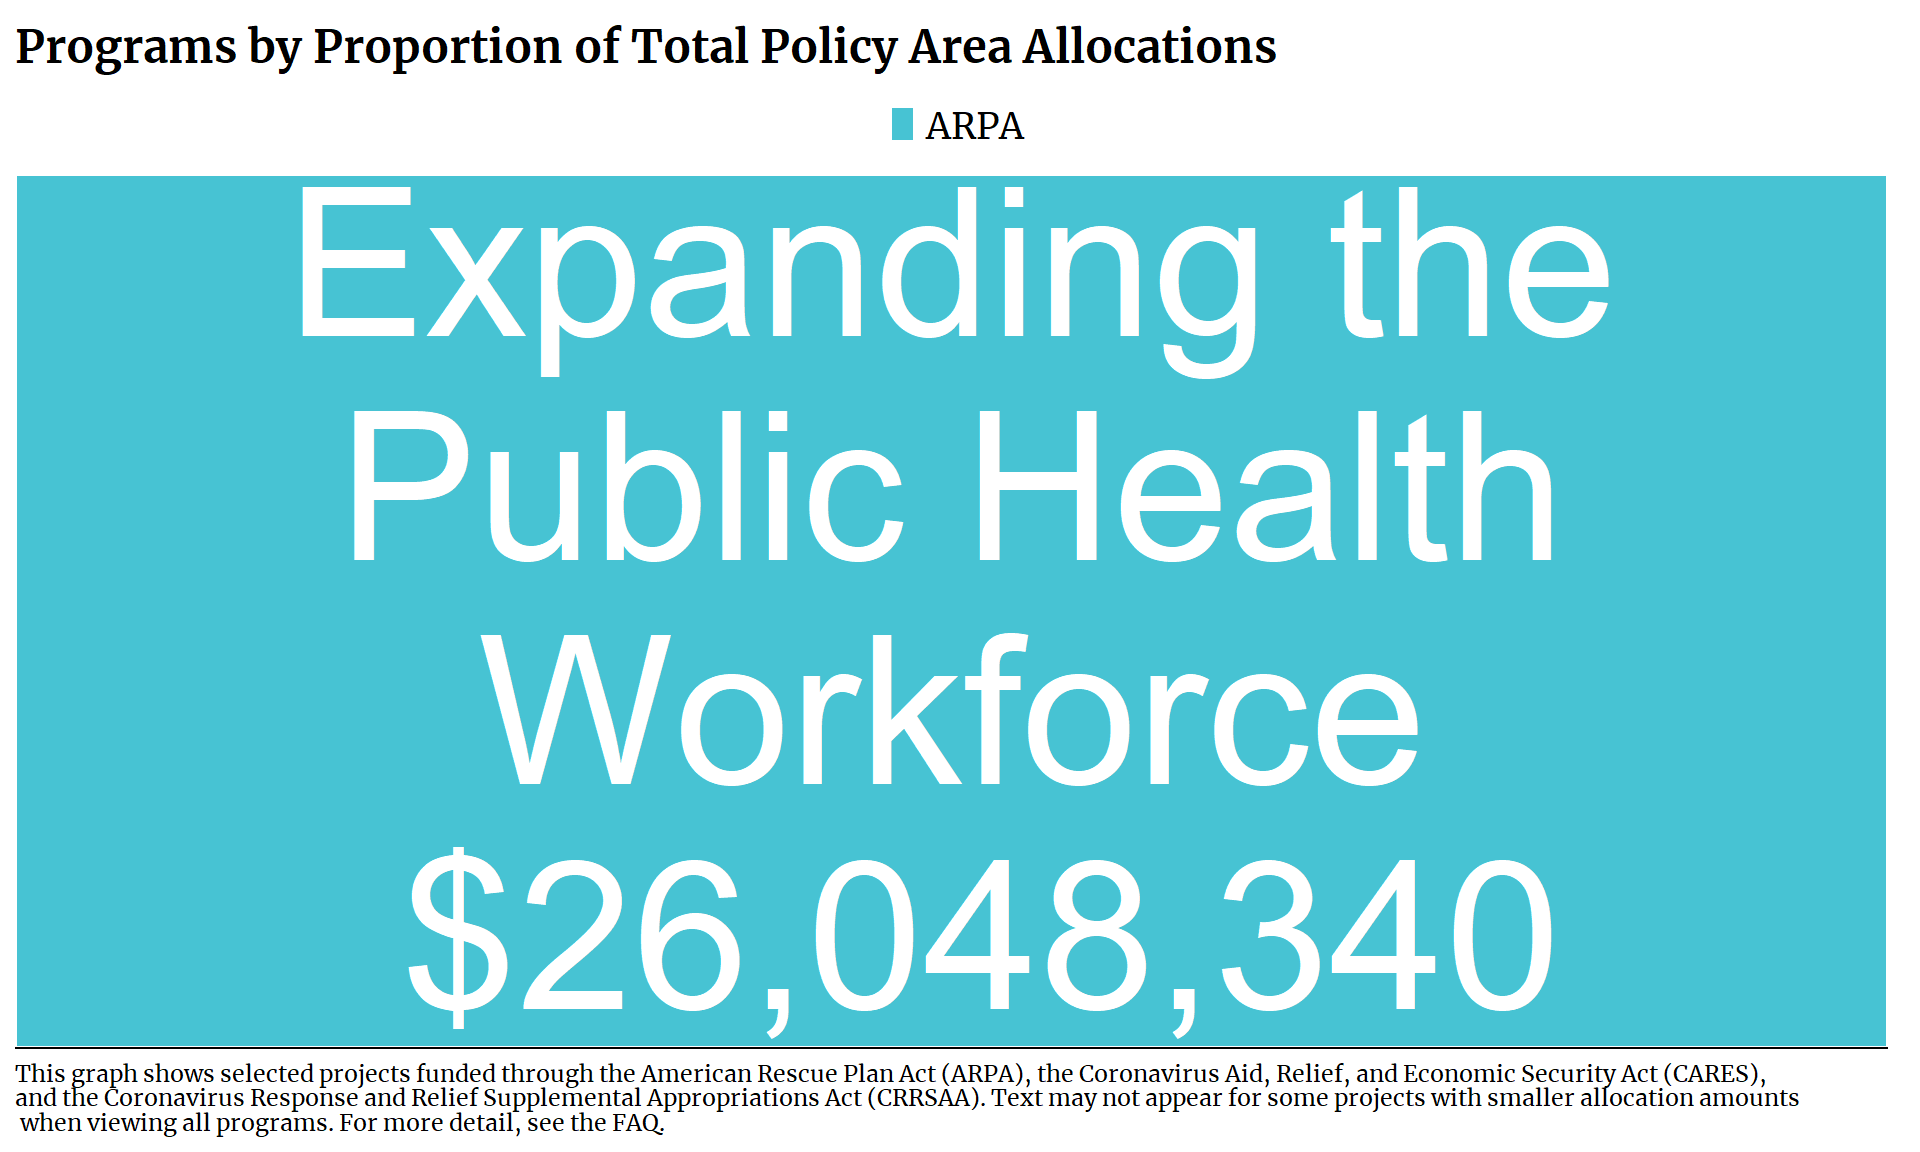 Programs by Proportion of Total Policy Area Allocations
ARPA
Expanding the
Public Health
Workforce
$26,048,340
This graph shows selected projects funded through the American Rescue Plan Act (ARPA), the Coronavirus Aid, Relief, and Economic Security Act (CARES),
and the Coronavirus Response and Relief Supplemental Appropriations Act (CRRSAA). Text may not appear for some projects with smaller allocation amounts
when viewing all programs. For more detail, see the FAQ.